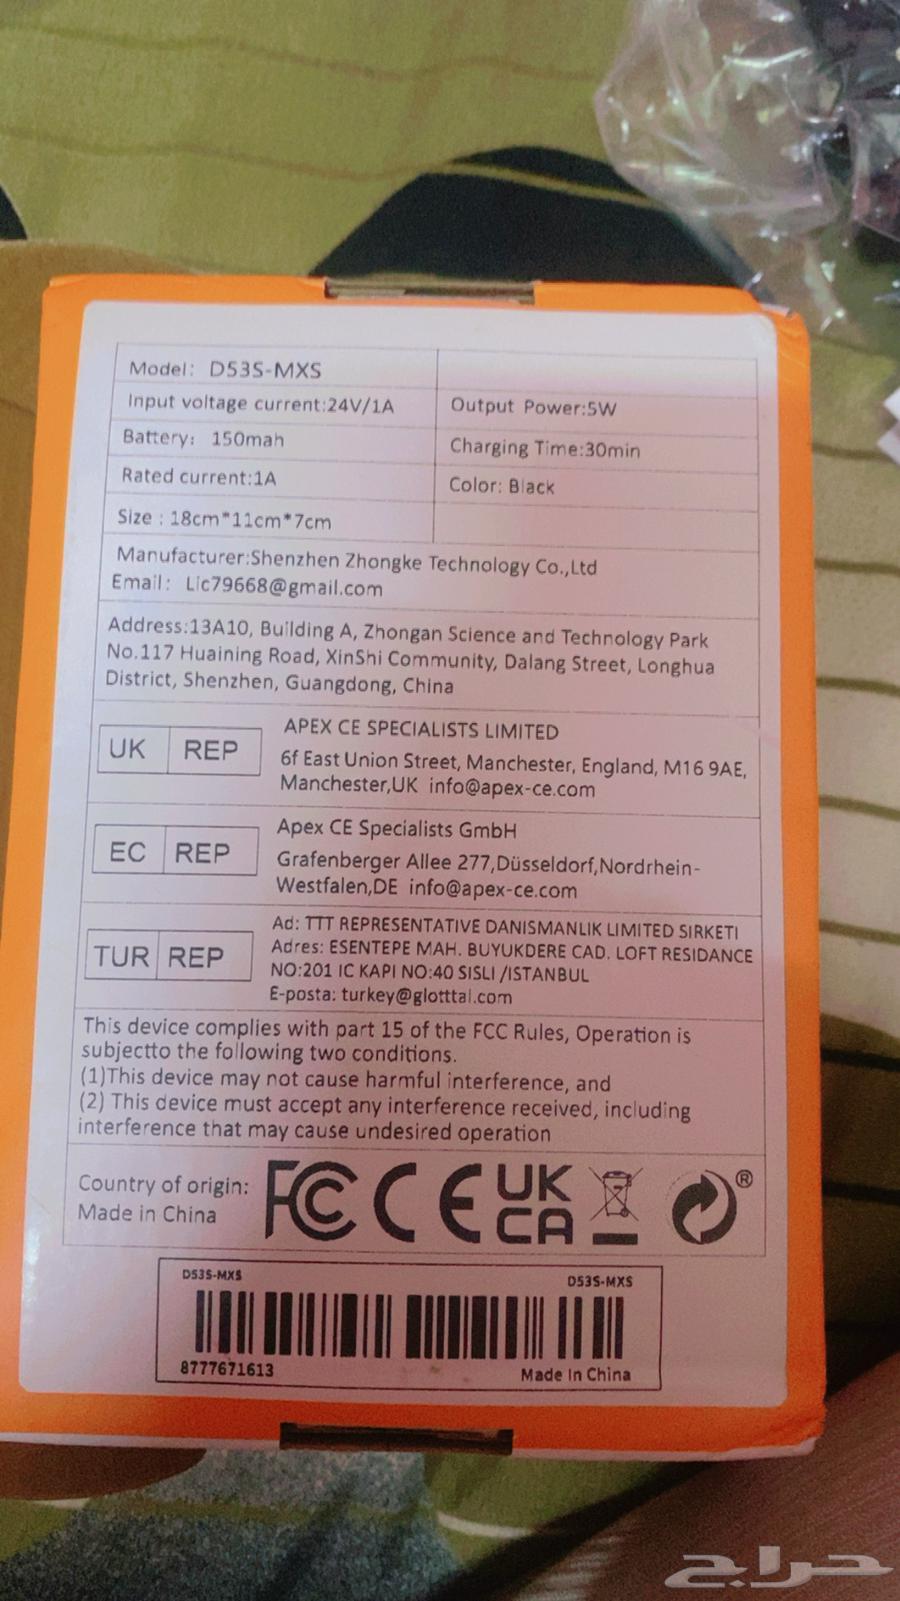 Model: D53S-MXS
Input voltage current:24V/1A
Output Power:5W
Battery: 150mah
Charging Time:30min
Rated current:1A
Color: Black
Size : 18cm*11cm*7cm
Manufacturer:Shenzhen Zhongke Technology Co.,Ltd
Email: Lic79668@gmail.com
Address:13A10, Building A, Zhongan Science and Technology Park
No.117 Huaining Road, XinShi Community, Dalang Street, Longhua
District, Shenzhen, Guangdong, China
UK REP
APEX CE SPECIALISTS LIMITED
6f East Union Street, Manchester, England, M16 9AE,
Manchester,UK info@apex-ce.com
EC REP
Apex CE Specialists GmbH
Grafenberger Allee 277,Düsseldorf,Nordrhein-
Westfalen,DE info@apex-ce.com
TUR REP
Ad: TTT REPRESENTATIVE DANISMANLIK LIMITED SIRKETI
Adres: ESENTEPE MAH. BUYUKDERE CAD. LOFT RESIDANCE
NO:201 IC KAPI NO:40 SISLI /ISTANBUL
E-posta: turkey@glotttal.com
This device complies with part 15 of the FCC Rules, Operation is
subjectto the following two conditions.
(1)This device may not cause harmful interference, and
(2) This device must accept any interference received, including
interference that may cause undesired operation
Country of origin:
Made in China
FC CE UK
CA
®
D53S-MXS
D53S-MXS
8777671613
Made In China
حراج